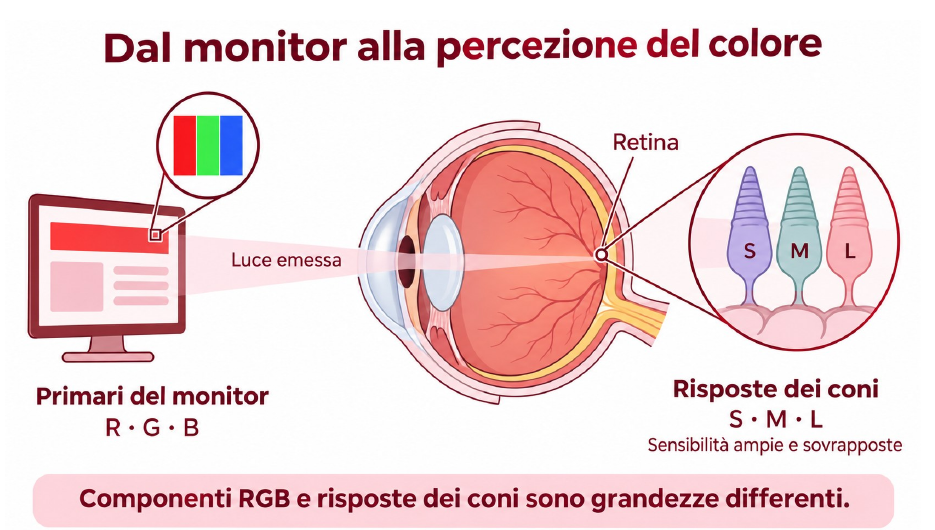 Dal monitor alla percezione del colore
Retina
Luce emessa
S M L
Primari del monitor
R · G · B
Risposte dei coni
S · M · L
Sensibilità ampie e sovrapposte
Componenti RGB e risposte dei coni sono grandezze differenti.